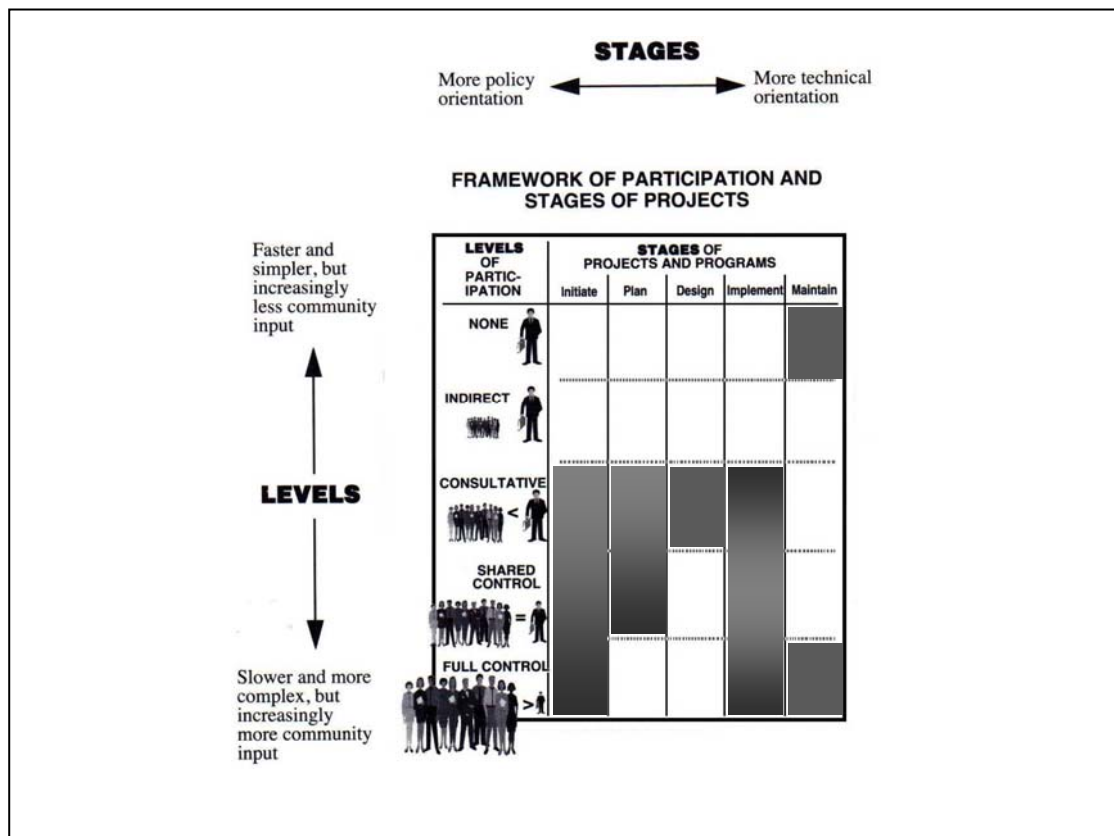 STAGES
More policy
orientation
More technical
orientation
FRAMEWORK OF PARTICIPATION AND
STAGES OF PROJECTS
Faster and
simpler, but
increasingly
less community
input
LEVELS
OF
PARTIC-
IPATION
STAGES OF
PROJECTS AND PROGRAMS
Initiate Plan Design Implement Maintain
NONE
INDIRECT
CONSULTATIVE
<
LEVELS
SHARED
CONTROL
=
FULL CONTROL
>
Slower and more
complex, but
increasingly
more community
input